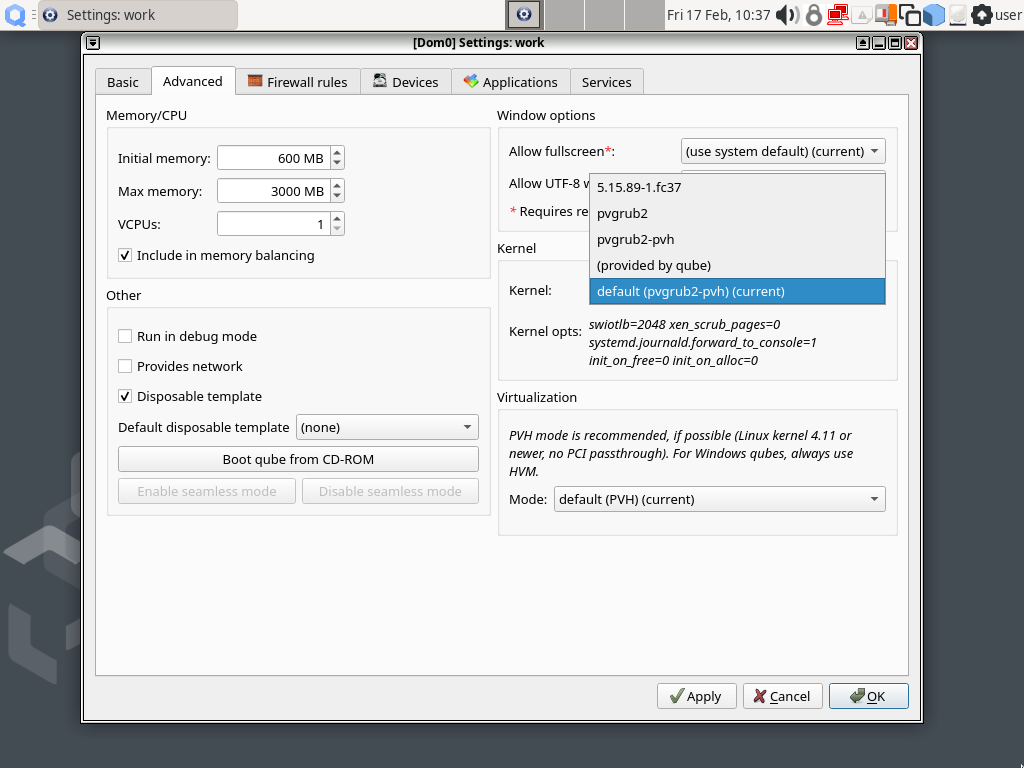 Settings: work
Fri 17 Feb, 10:37
user
[Dom0] Settings: work
Basic
Advanced
Firewall rules
Devices
Applications
Services
Memory/CPU
Initial memory: 600 MB
Max memory: 3000 MB
VCPUs: 1
Include in memory balancing
Other
Run in debug mode
Provides network
Disposable template
Default disposable template (none)
Boot qube from CD-ROM
Enable seamless mode
Disable seamless mode
Window options
Allow fullscreen*: (use system default) (current)
Allow UTF-8 w
* Requires re
5.15.89-1.fc37
pvgrub2
pvgrub2-pvh
(provided by qube)
default (pvgrub2-pvh) (current)
Kernel
Kernel:
Kernel opts: swiotlb=2048 xen_scrub_pages=0
systemd.journald.forward_to_console=1
init_on_free=0 init_on_alloc=0
Virtualization
PVH mode is recommended, if possible (Linux kernel 4.11 or
newer, no PCI passthrough). For Windows qubes, always use
HVM.
Mode: default (PVH) (current)
Apply
Cancel
OK